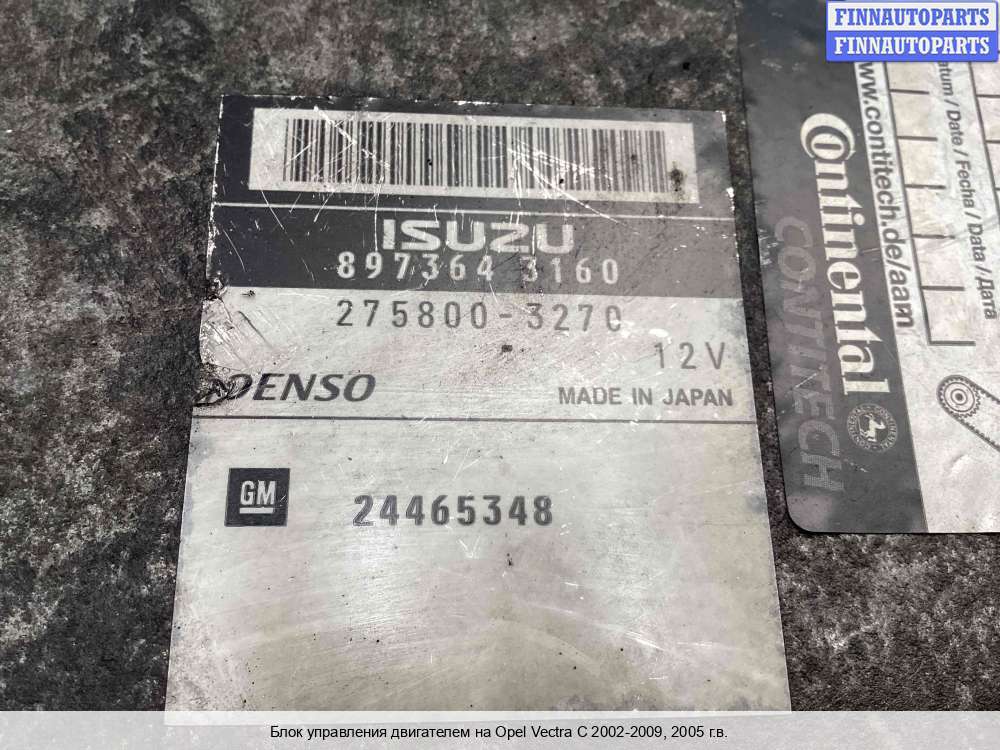 FINNAUTOPARTS
FINNAUTOPARTS
ISUZU
897364 3160
275800-3270
12V
DENSO
MADE IN JAPAN
GM
24465348
Continental
CONTITECH
www.contitech.de/aam
Datum / Date / Fecha / Data / Дата
Блок управления двигателем на Opel Vectra C 2002-2009, 2005 г.в.